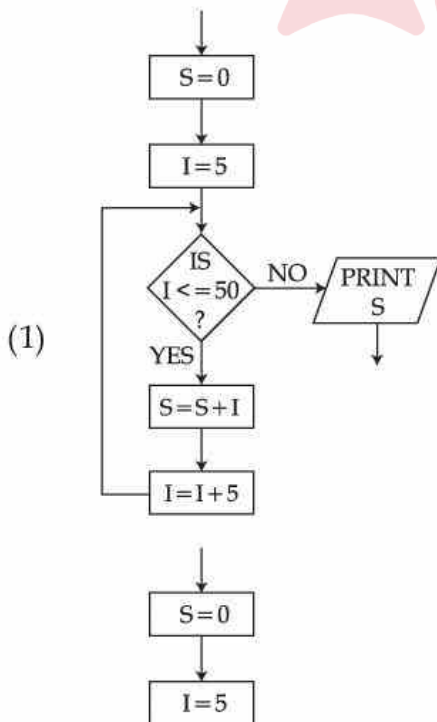 S=0
I=5
IS
I <=50
?
NO
PRINT
S
(1)
YES
S=S+I
I=I+5
S=0
I=5